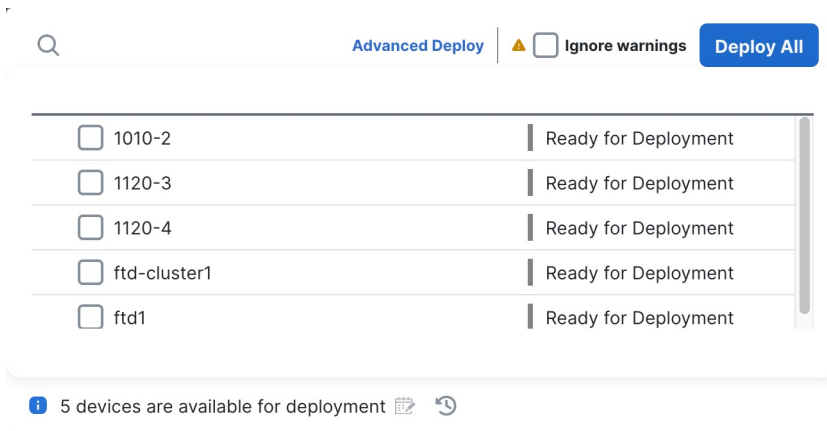 Advanced Deploy Ignore warnings Deploy All
1010-2 Ready for Deployment
1120-3 Ready for Deployment
1120-4 Ready for Deployment
ftd-cluster1 Ready for Deployment
ftd1 Ready for Deployment
5 devices are available for deployment